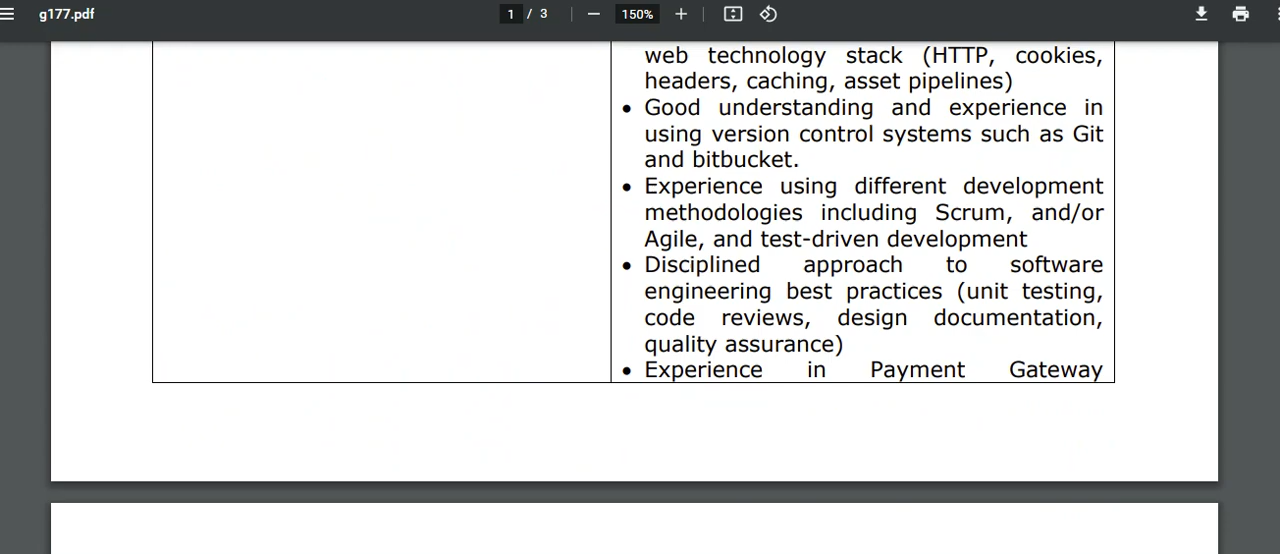 g177.pdf 1 / 3 150%
web technology stack (HTTP, cookies,
headers, caching, asset pipelines)
• Good understanding and experience in
using version control systems such as Git
and bitbucket.
• Experience using different development
methodologies including Scrum, and/or
Agile, and test-driven development
• Disciplined approach to software
engineering best practices (unit testing,
code reviews, design documentation,
quality assurance)
• Experience in Payment Gateway